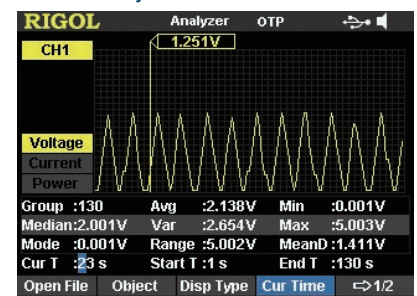 RIGOL Analyzer OTP
CH1
1.251V
Voltage
Current
Power
Group :130 Avg :2.138V Min :0.001V
Median:2.001V Var :2.654V Max :5.003V
Mode :0.001V Range :5.002V MeanD:1.411V
Cur T :23 s Start T :1 s End T :130 s
Open File Object Disp Type Cur Time ⇨1/2